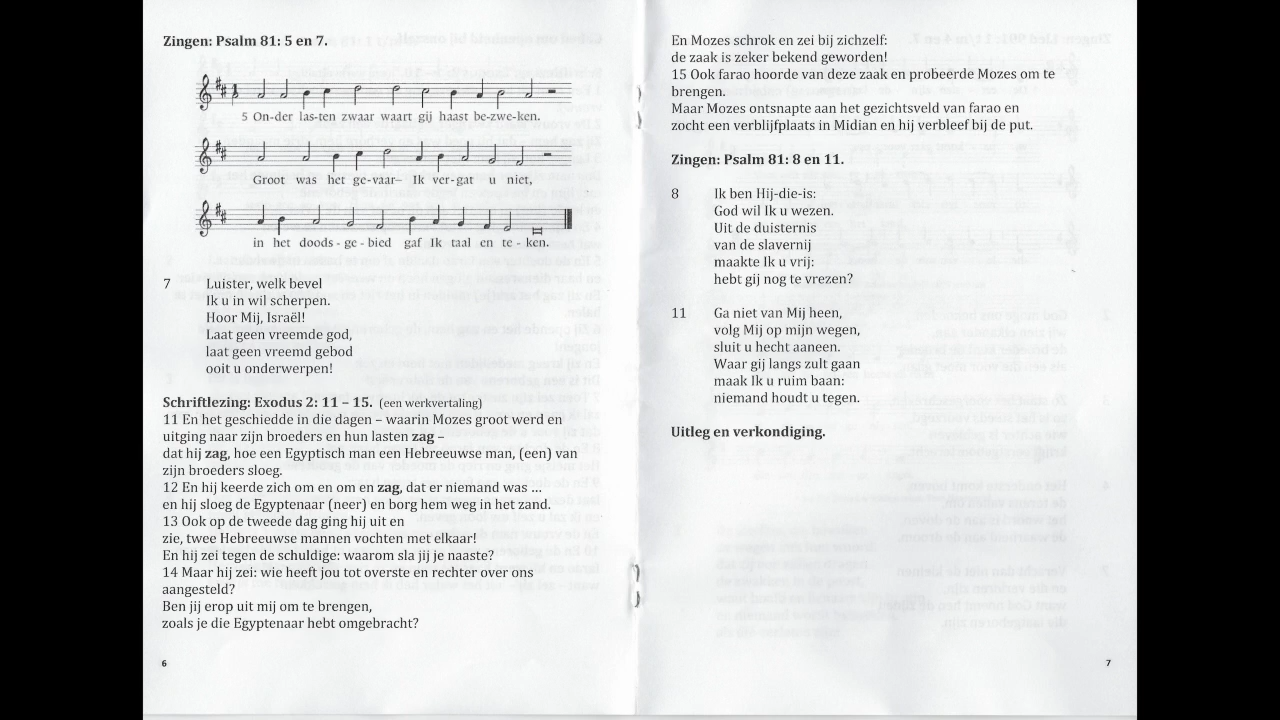 Zingen: Psalm 81: 5 en 7.
5 On-der las-ten zwaar waart gij haast be-zwe-ken.
Groot was het ge-vaar– Ik ver-gat u niet,
in het doods-ge-bied gaf Ik taal en te-ken.
7 Luister, welk bevel
Ik u in wil scherpen.
Hoor Mij, Israël!
Laat geen vreemde god,
laat geen vreemd gebod
ooit u onderwerpen!
Schriftlezing: Exodus 2: 11 – 15. (een werkvertaling)
11 En het geschiedde in die dagen – waarin Mozes groot werd en
uitging naar zijn broeders en hun lasten zag –
dat hij zag, hoe een Egyptisch man een Hebreeuwse man, (een) van
zijn broeders sloeg.
12 En hij keerde zich om en om en zag, dat er niemand was ...
en hij sloeg de Egyptenaar (neer) en borg hem weg in het zand.
13 Ook op de tweede dag ging hij uit en
zie, twee Hebreeuwse mannen vochten met elkaar!
En hij zei tegen de schuldige: waarom sla jij je naaste?
14 Maar hij zei: wie heeft jou tot overste en rechter over ons
aangesteld?
Ben jij erop uit mij om te brengen,
zoals je die Egyptenaar hebt omgebracht?
6
En Mozes schrok en zei bij zichzelf:
de zaak is zeker bekend geworden!
15 Ook farao hoorde van deze zaak en probeerde Mozes om te
brengen.
Maar Mozes ontsnapte aan het gezichtsveld van farao en
zocht een verblijfplaats in Midian en hij verbleef bij de put.
Zingen: Psalm 81: 8 en 11.
8 Ik ben Hij-die-is:
God wil Ik u wezen.
Uit de duisternis
van de slavernij
maakte Ik u vrij:
hebt gij nog te vrezen?
11 Ga niet van Mij heen,
volg Mij op mijn wegen,
sluit u hecht aaneen.
Waar gij langs zult gaan
maak Ik u ruim baan:
niemand houdt u tegen.
Uitleg en verkondiging.
7